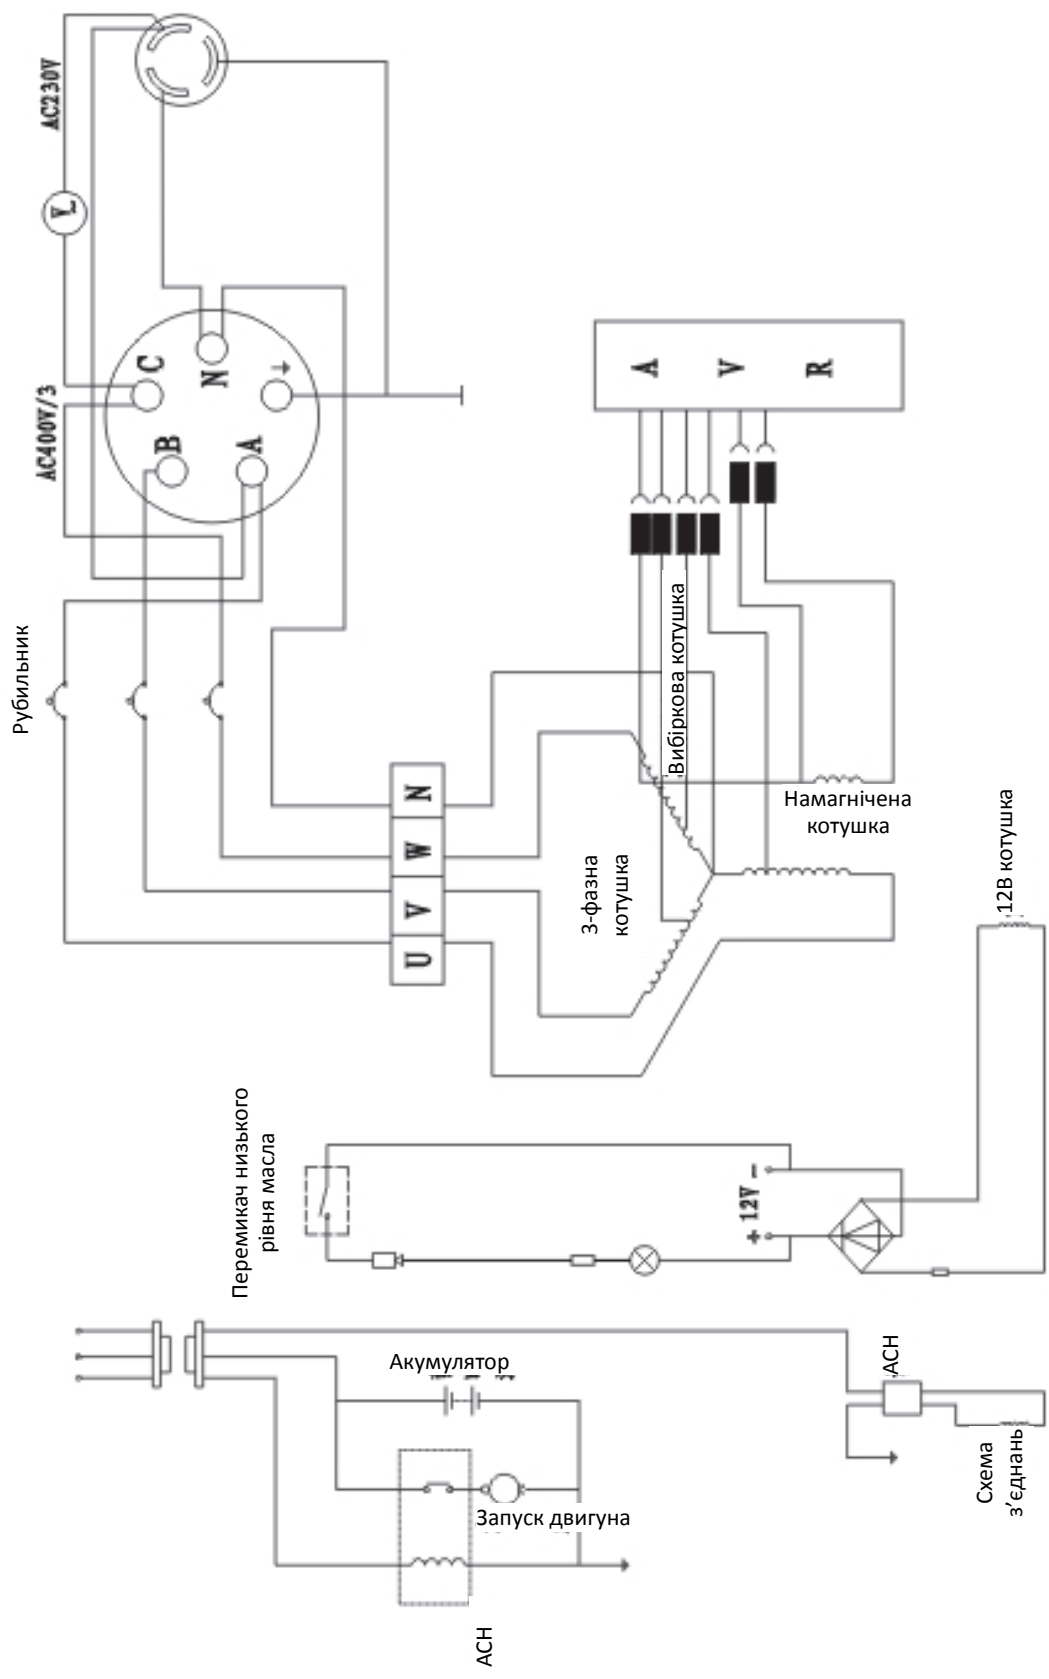 AC230V
V
AC400V/3
C
N
B
A
A
V
R
Рубильник
Вибіркова котушка
N
W
V
U
Намагнічена
котушка
3-фазна
котушка
12В котушка
Перемикач низького
рівня масла
+ 12V −
Акумулятор
АСН
Запуск двигуна
Схема
з’єднань
АСН